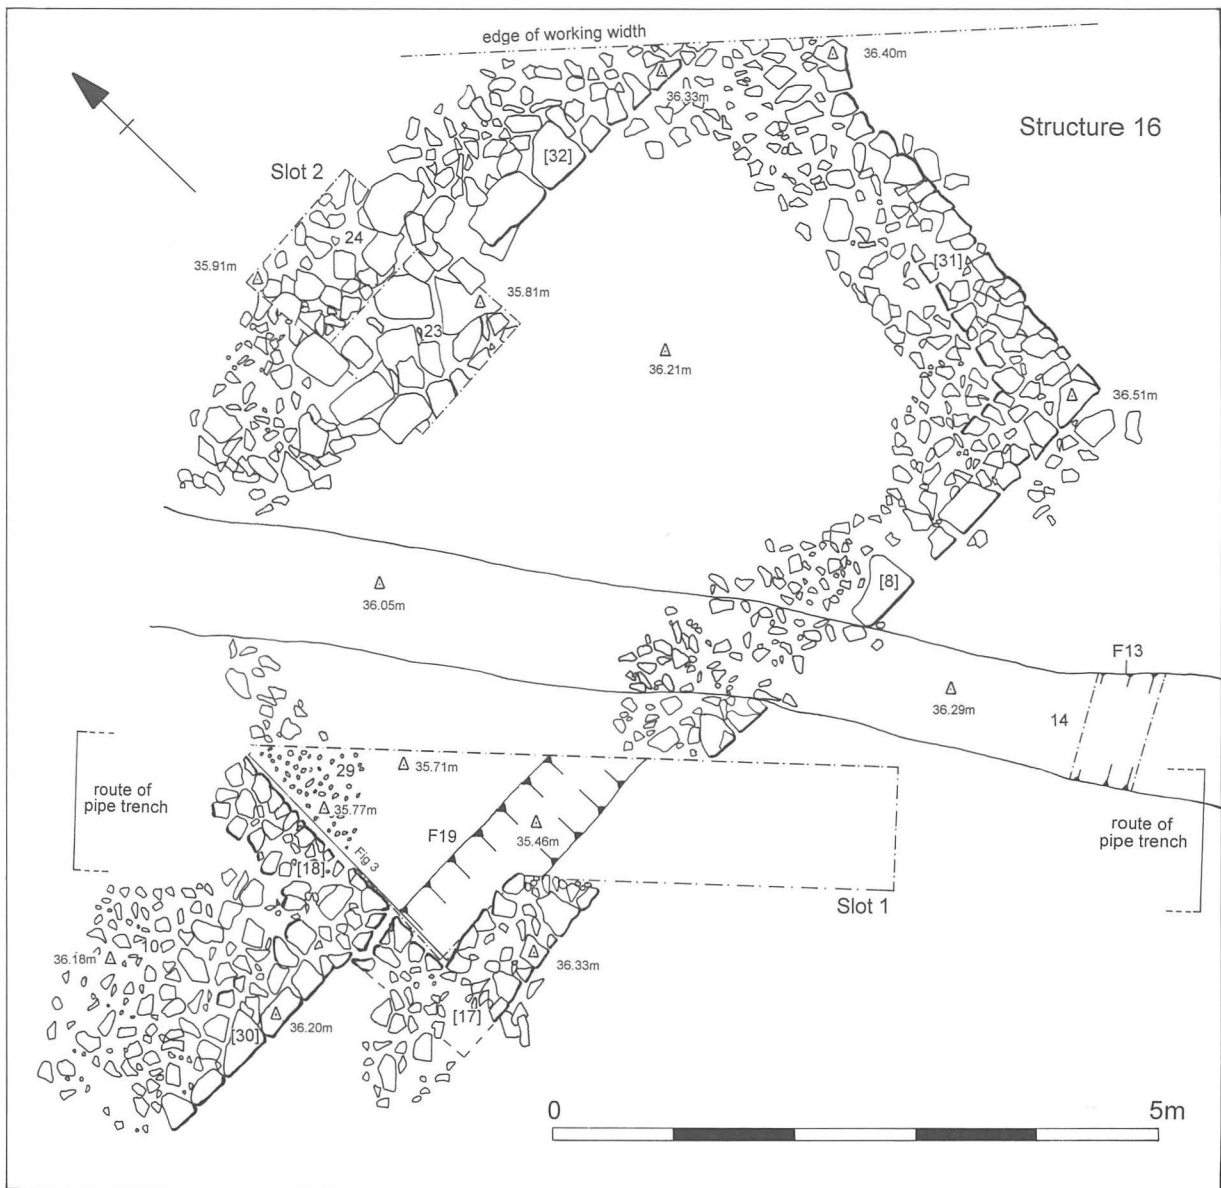 edge of working width
36.40m
36.33m
Structure 16
[32]
Slot 2
24
35.91m
[31]
35.81m
23
36.21m
36.51m
[8]
36.05m
F13
36.29m
14
29
35.71m
route of
pipe trench
35.77m
F19
35.46m
route of
pipe trench
Fig 3
[18]
Slot 1
10
36.18m
36.33m
[17]
36.20m
[30]
0
5m